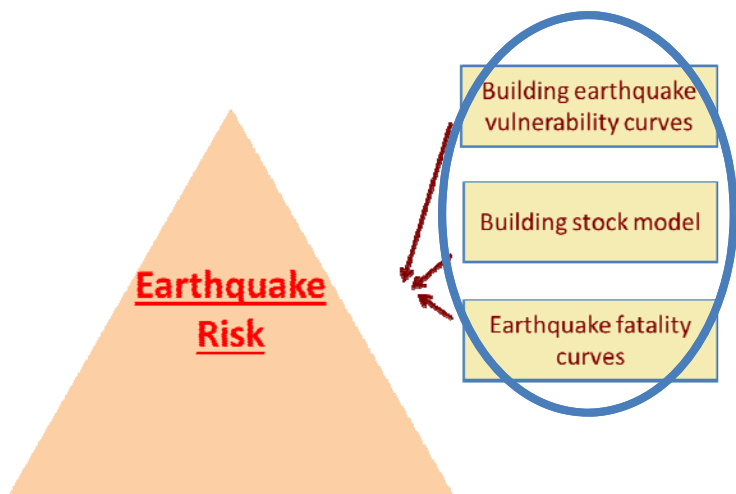 Building earthquake
vulnerability curves
Building stock model
Earthquake
Risk
Earthquake fatality
curves